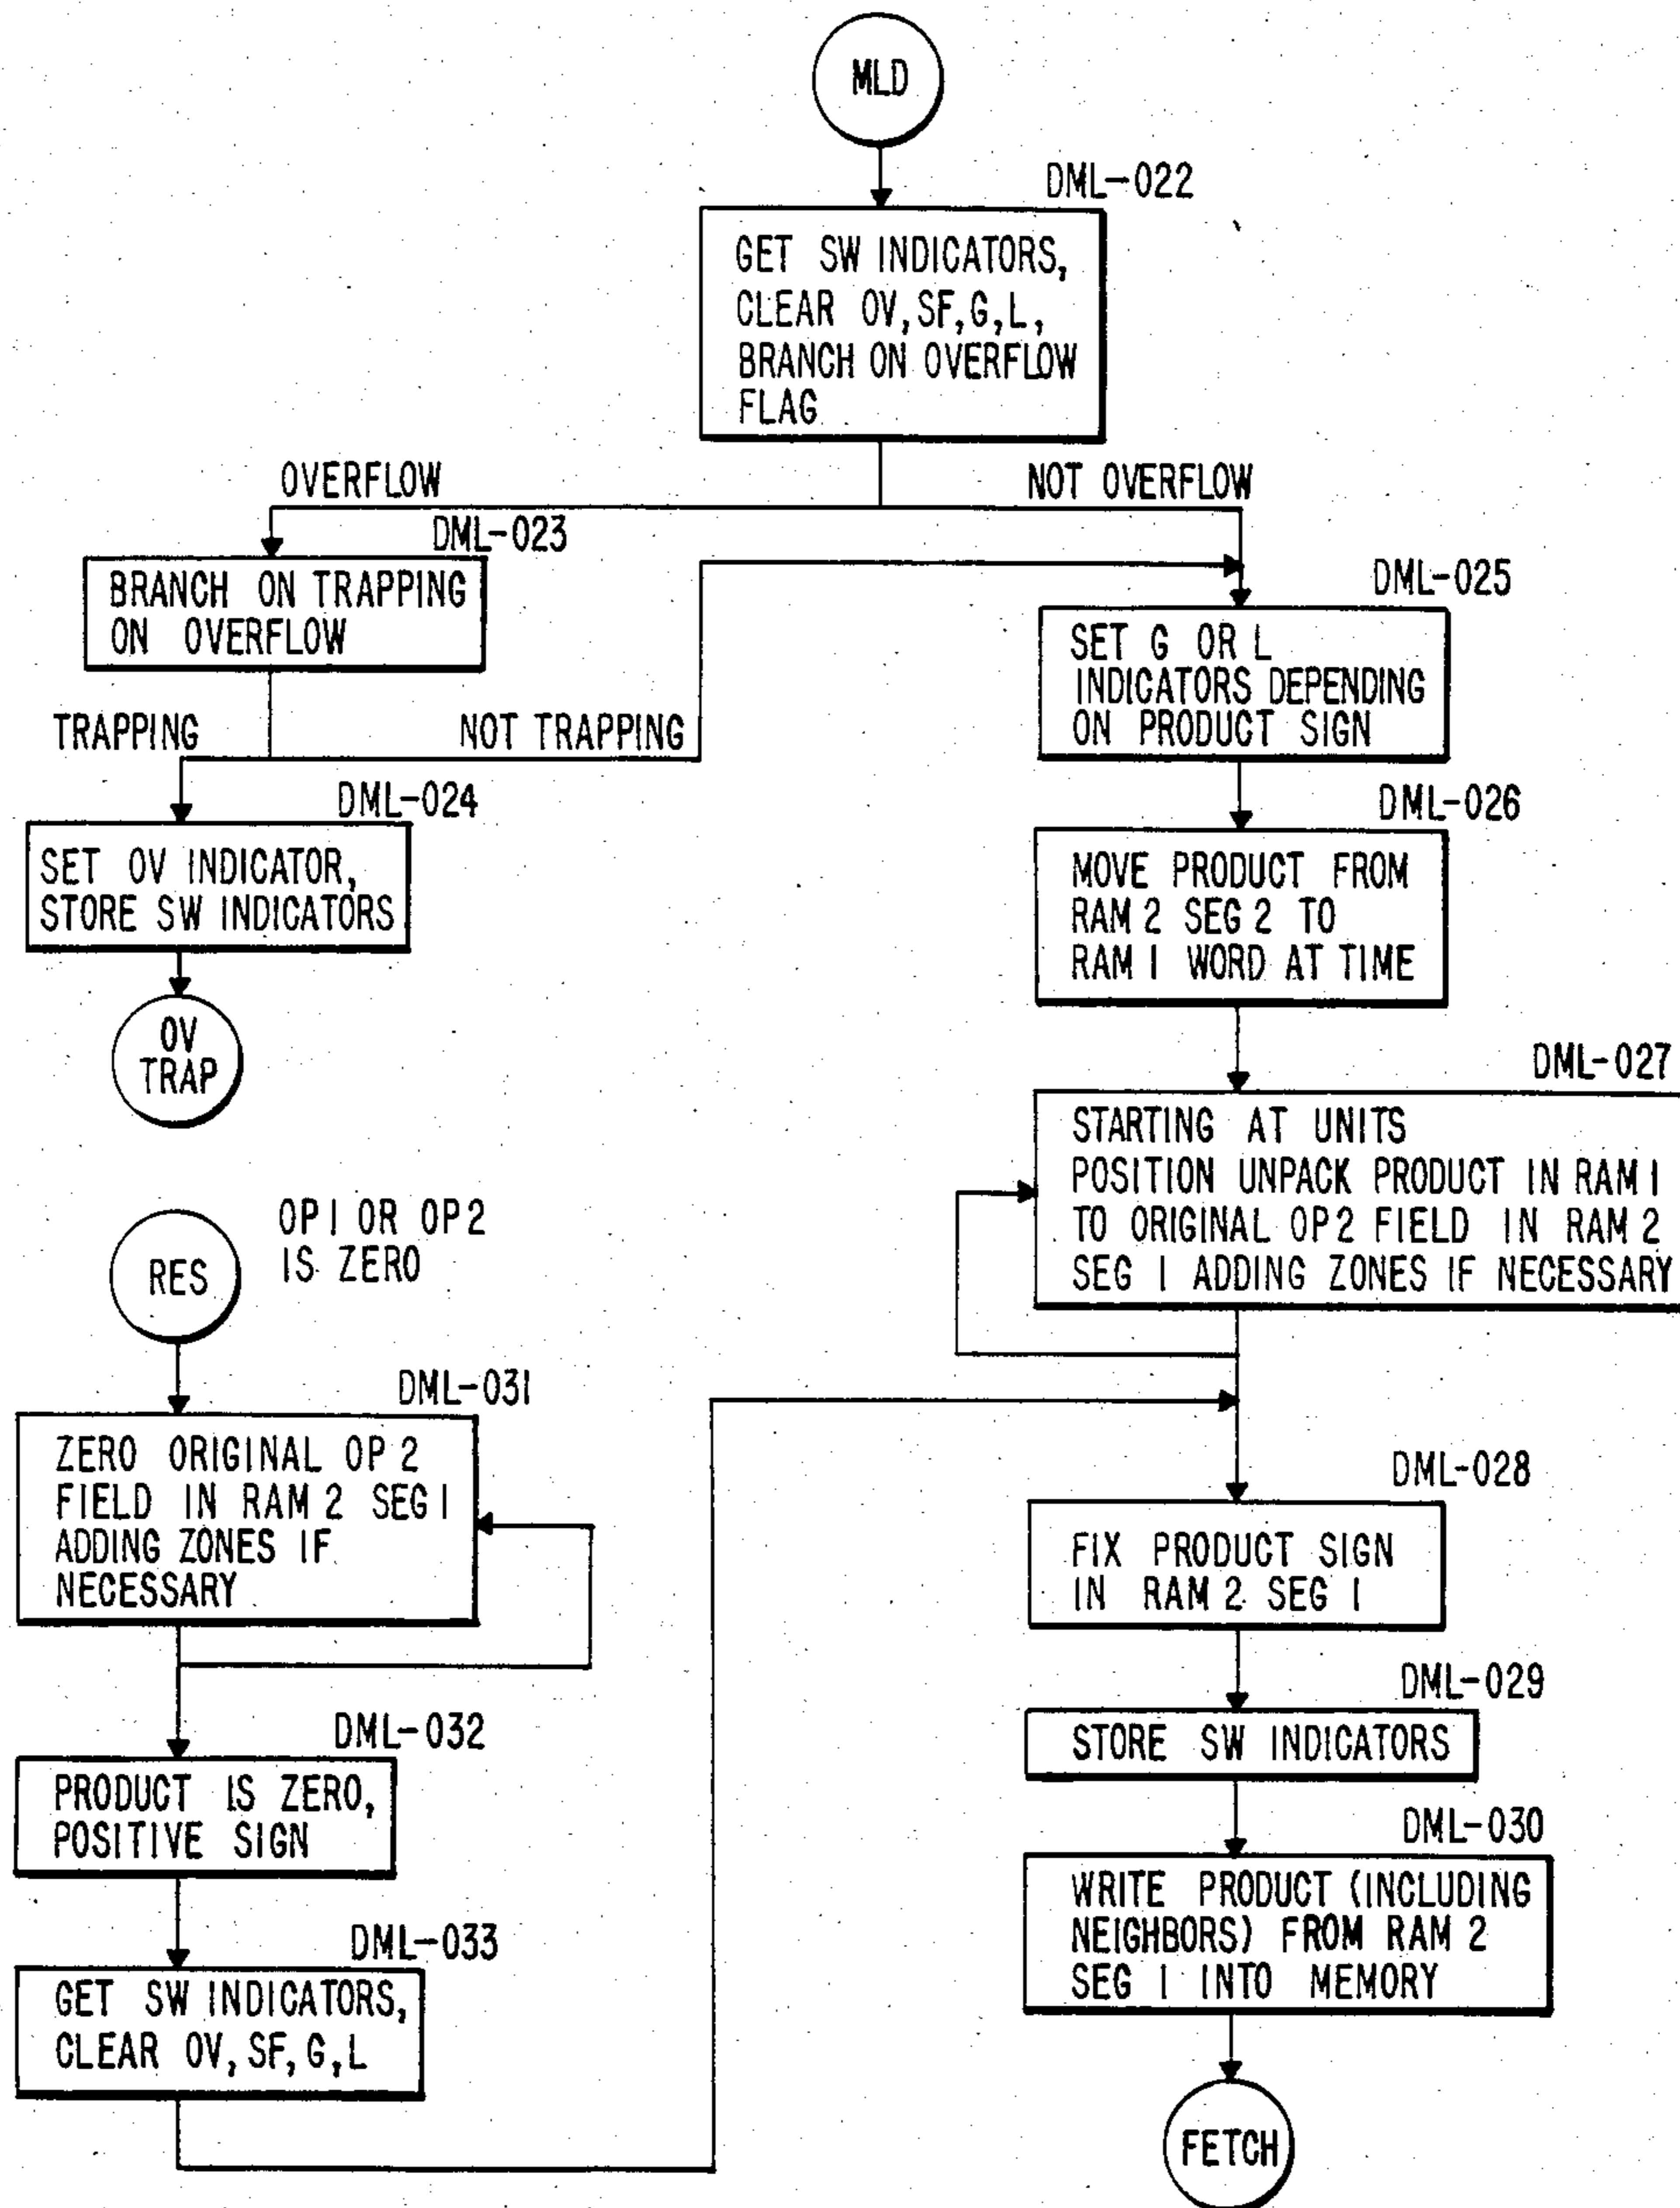 MLD
DML-022
GET SW INDICATORS,
CLEAR OV, SF, G, L,
BRANCH ON OVERFLOW
FLAG
OVERFLOW
NOT OVERFLOW
DML-023
BRANCH ON TRAPPING
ON OVERFLOW
TRAPPING
NOT TRAPPING
DML-024
SET OV INDICATOR,
STORE SW INDICATORS
OV
TRAP
DML-025
SET G OR L
INDICATORS DEPENDING
ON PRODUCT SIGN
DML-026
MOVE PRODUCT FROM
RAM 2 SEG 2 TO
RAM 1 WORD AT TIME
DML-027
STARTING AT UNITS
POSITION UNPACK PRODUCT IN RAM 1
TO ORIGINAL OP2 FIELD IN RAM 2
SEG 1 ADDING ZONES IF NECESSARY
RES
OP1 OR OP2
IS ZERO
DML-031
ZERO ORIGINAL OP 2
FIELD IN RAM 2 SEG 1
ADDING ZONES IF
NECESSARY
DML-032
PRODUCT IS ZERO,
POSITIVE SIGN
DML-033
GET SW INDICATORS,
CLEAR OV, SF, G, L
DML-028
FIX PRODUCT SIGN
IN RAM 2 SEG 1
DML-029
STORE SW INDICATORS
DML-030
WRITE PRODUCT (INCLUDING
NEIGHBORS) FROM RAM 2
SEG 1 INTO MEMORY
FETCH